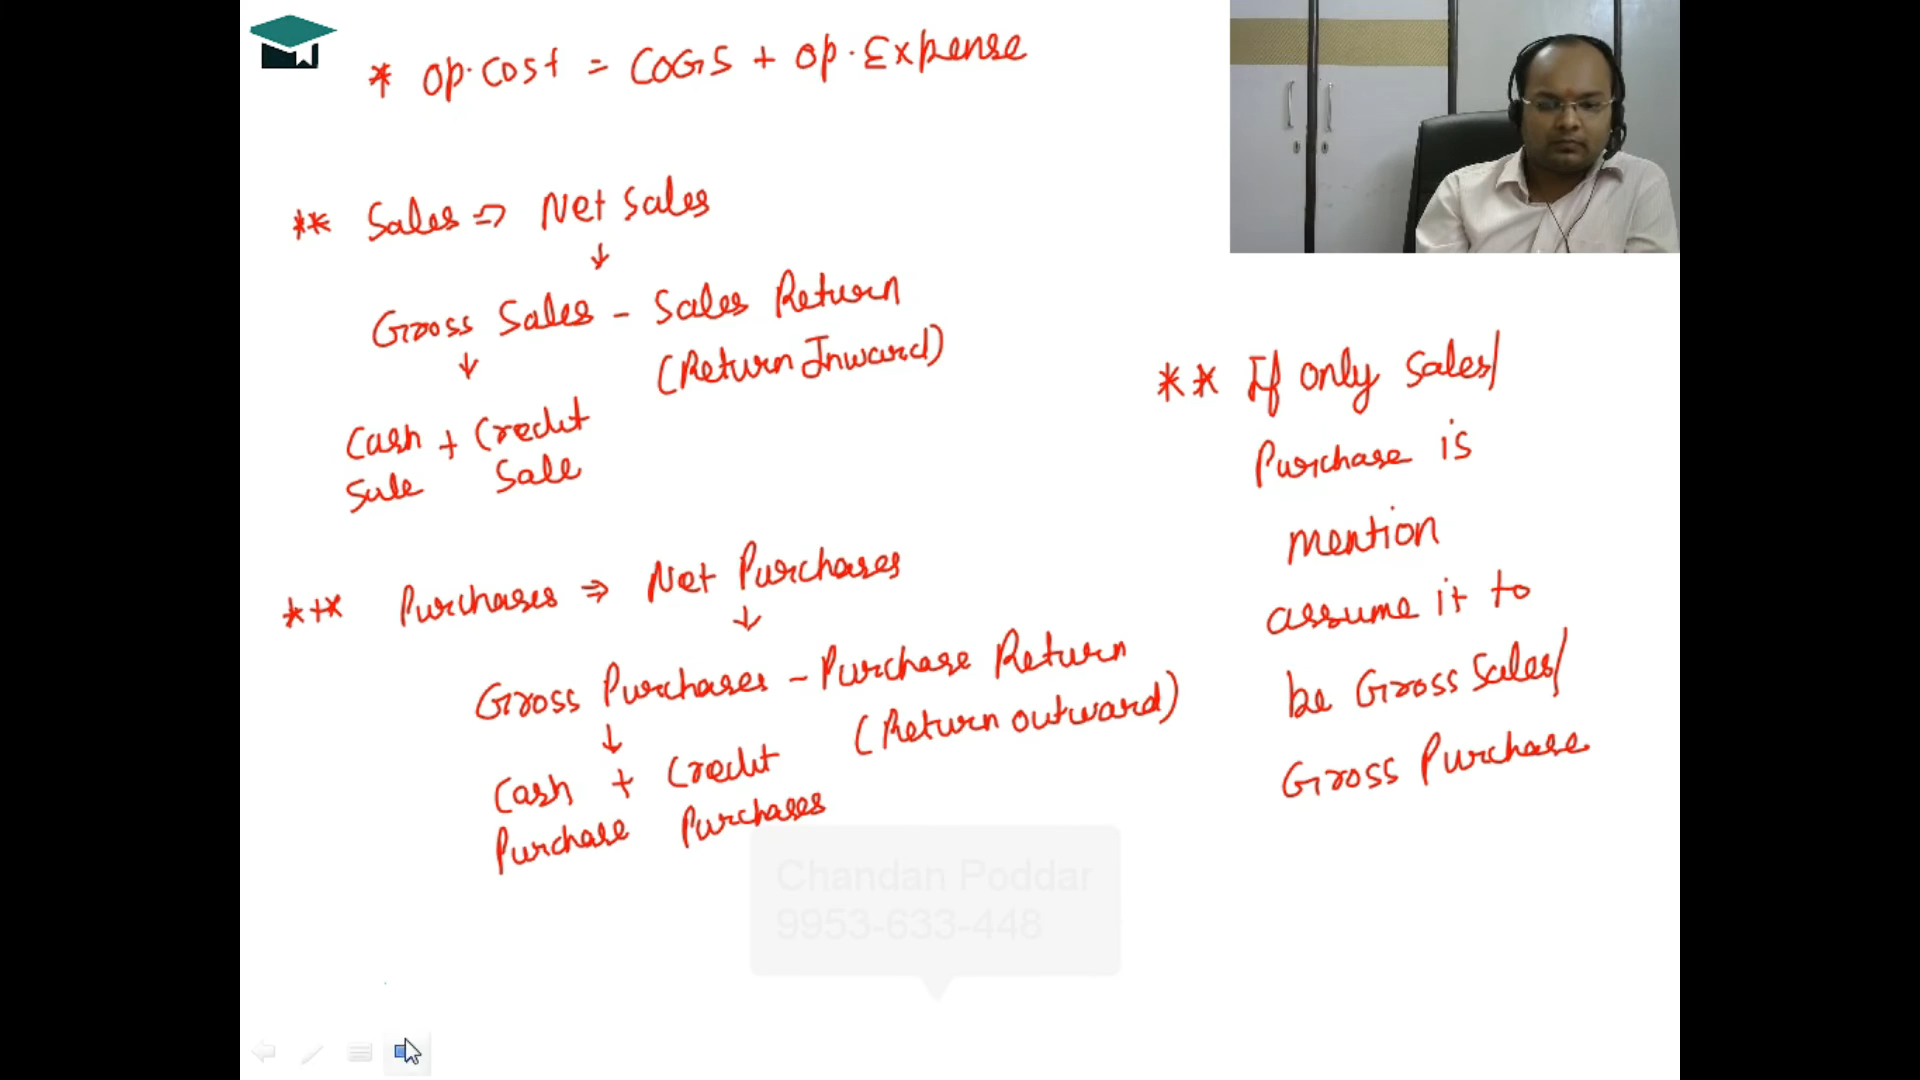 * op.cost = COGS + op.Expense
** Sales ⇒ Net Sales
↓
Gross Sales - Sales Return
(Return Inward)
↓
Cash + Credit
Sale Sale
*** Purchases ⇒ Net Purchases
↓
Gross Purchases - Purchase Return
(Return outward)
↓
Cash + Credit
Purchase Purchases
** If only sales/
Purchase is
mention
assume it to
be Gross Sales/
Gross Purchase
Chandan Poddar
9953-633-448